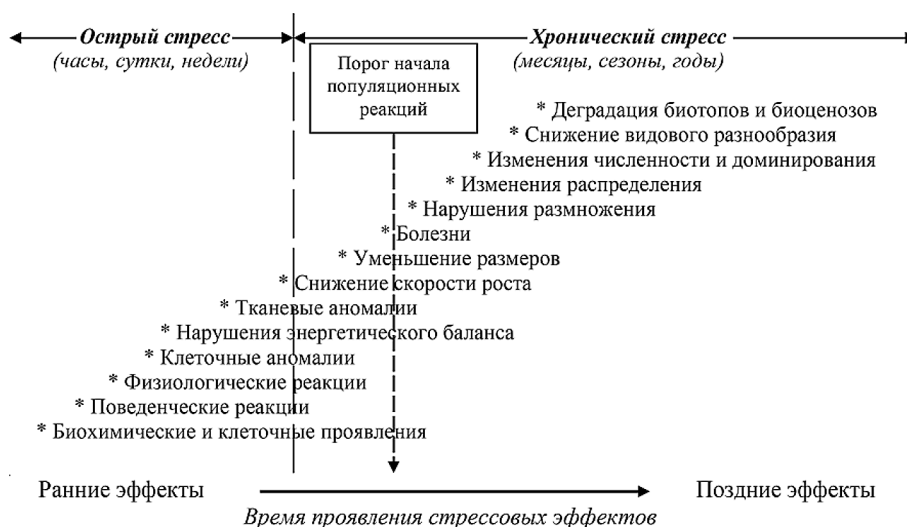 Острый стресс
(часы, сутки, недели)
Хронический стресс
(месяцы, сезоны, годы)
Порог начала
популяционных
реакций
* Деградация биотопов и биоценозов
* Снижение видового разнообразия
* Изменения численности и доминирования
* Изменения распределения
* Нарушения размножения
* Болезни
* Уменьшение размеров
* Снижение скорости роста
* Тканевые аномалии
* Нарушения энергетического баланса
* Клеточные аномалии
* Физиологические реакции
* Поведенческие реакции
* Биохимические и клеточные проявления
Ранние эффекты
Поздние эффекты
Время проявления стрессовых эффектов